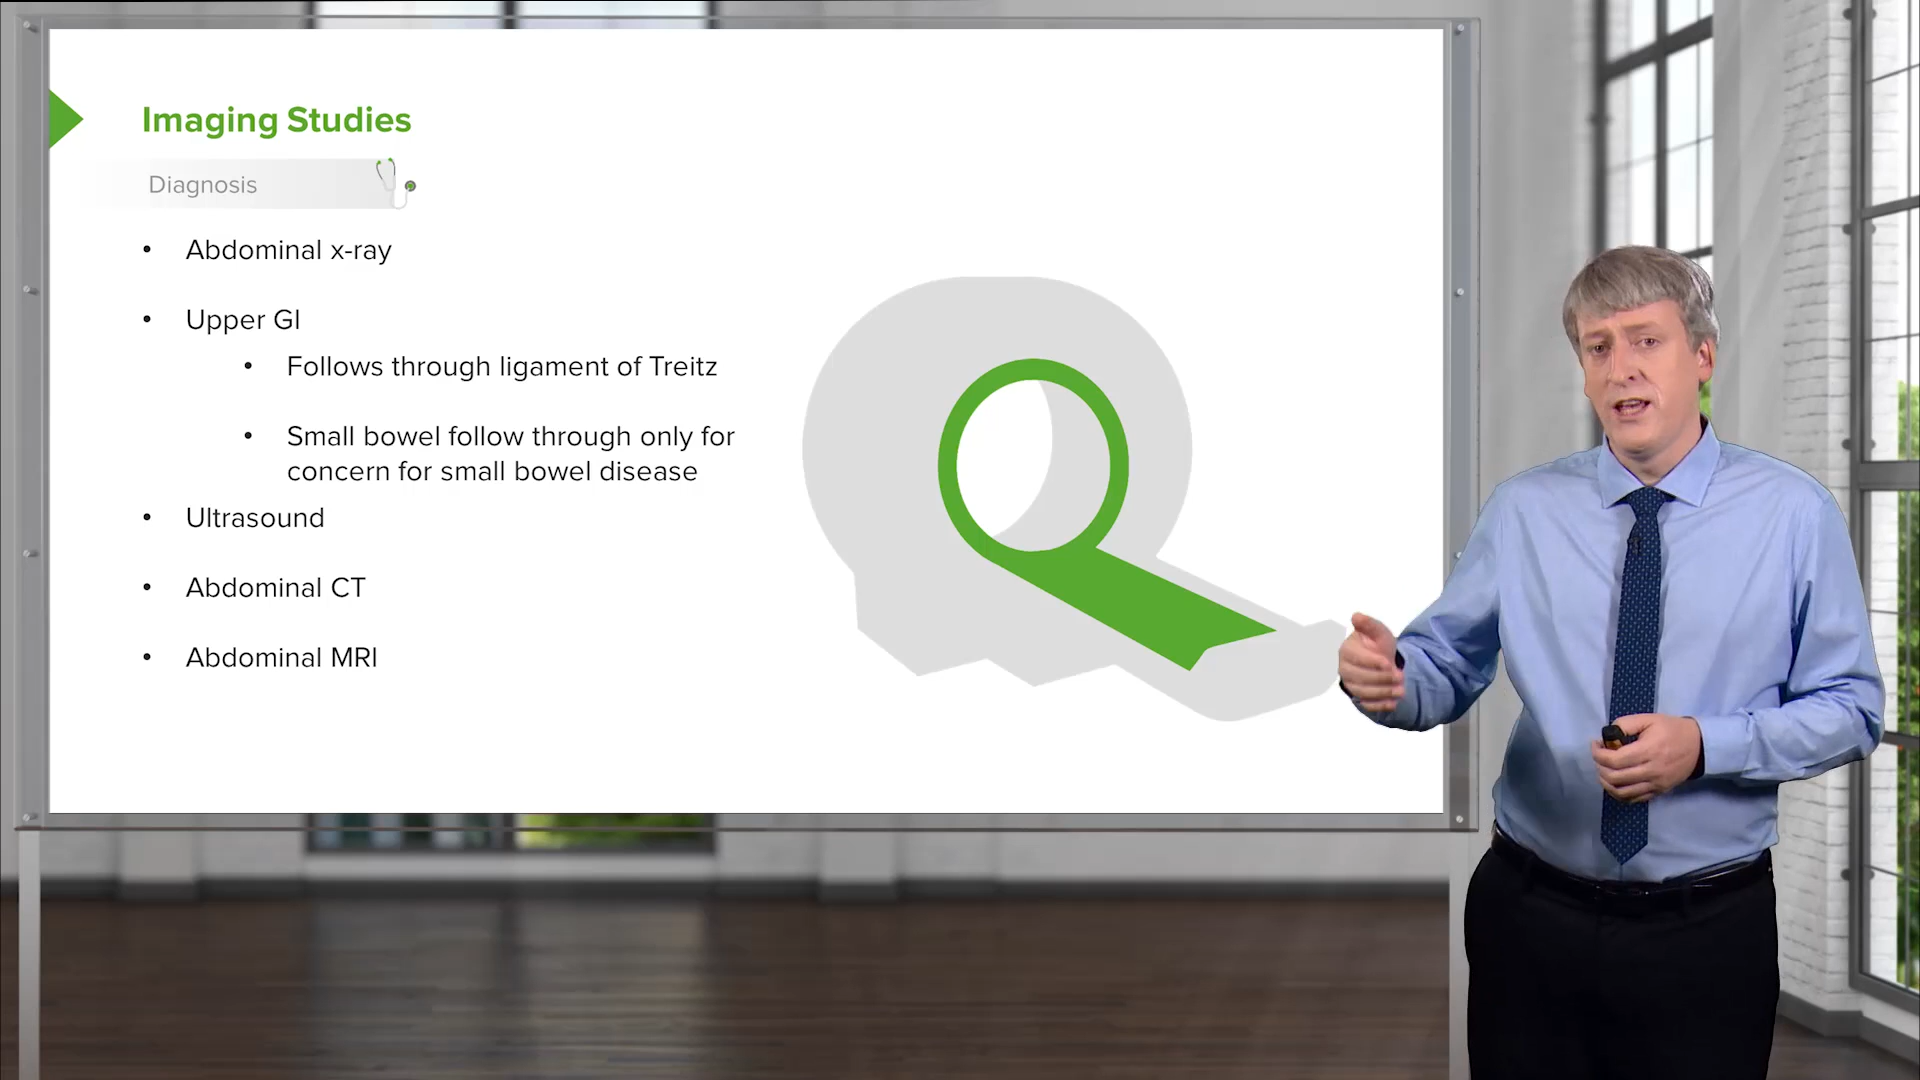 Imaging Studies
Diagnosis
• Abdominal x-ray
• Upper GI
• Follows through ligament of Treitz
• Small bowel follow through only for
concern for small bowel disease
• Ultrasound
• Abdominal CT
• Abdominal MRI